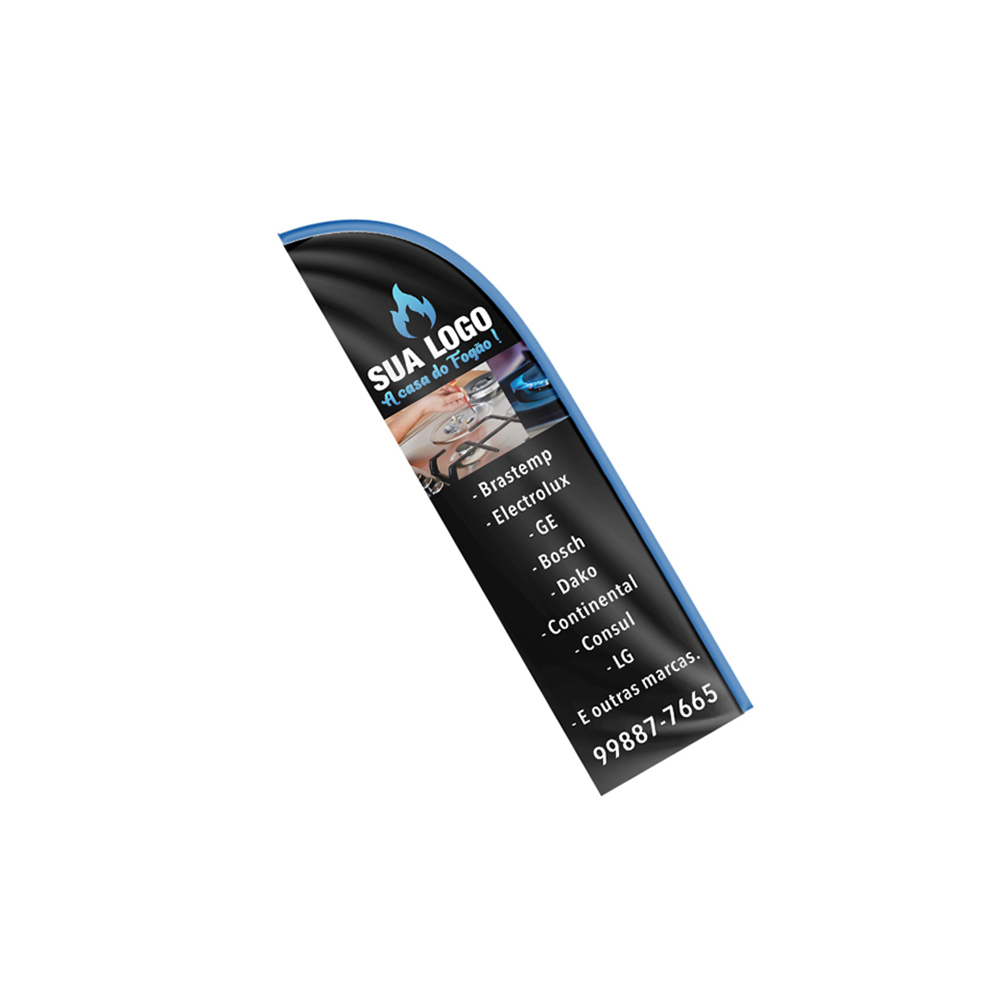 SUA LOGO
A casa do Fogão !
- Brastemp
- Electrolux
- GE
- Bosch
- Dako
- Continental
- Consul
- LG
- E outras marcas.
99887-7665